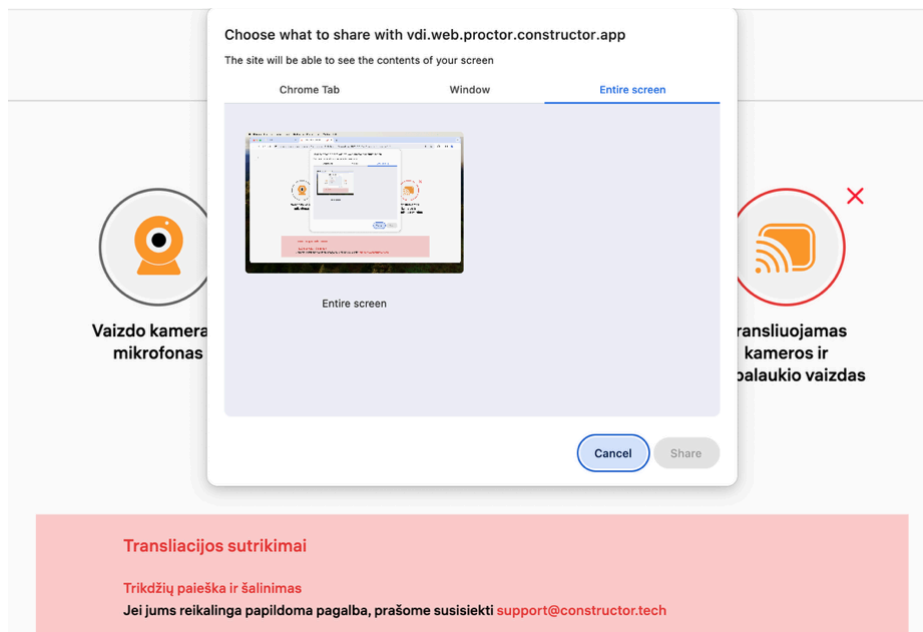 Choose what to share with vdi.web.proctor.constructor.app
The site will be able to see the contents of your screen
Chrome Tab
Window
Entire screen
Entire screen
Vaizdo kamera
mikrofonas
ransliuojamas
kameros ir
palaukio vaizdas
Cancel
Share
Transliacijos sutrikimai
Trikdžių paieška ir šalinimas
Jei jums reikalinga papildoma pagalba, prašome susisiekti support@constructor.tech